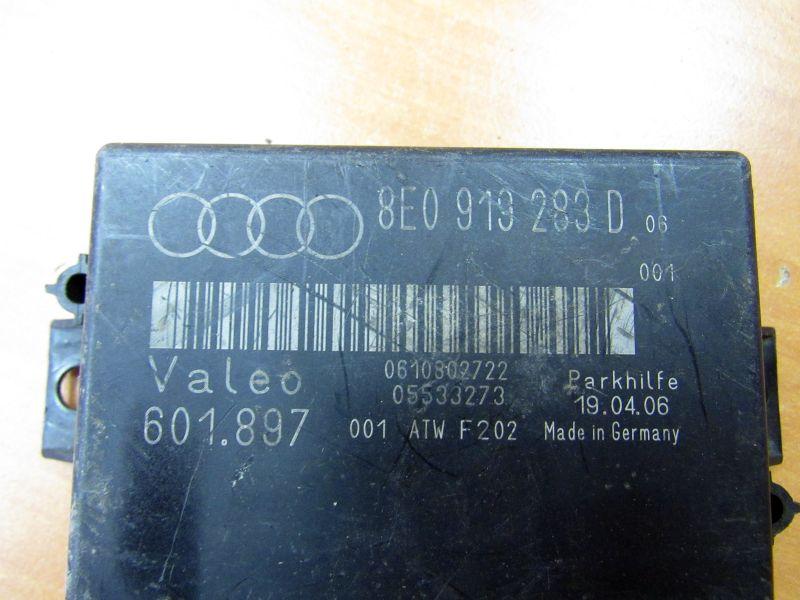 8E0 919 283 D 06
001
Valeo 0610802722 Parkhilfe
05533273 19.04.06
601.897 001 ATW F202 Made in Germany